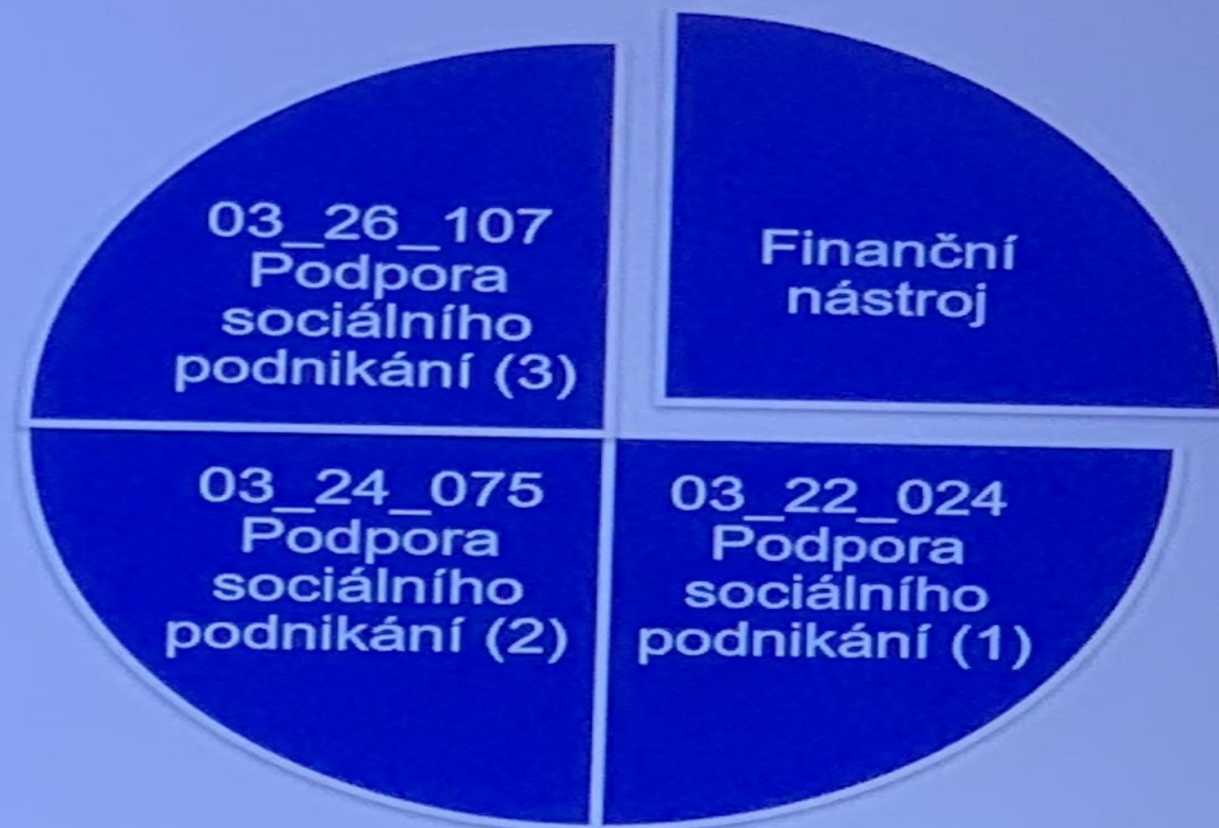 03_26_107
Podpora
sociálního
podnikání (3)
Finanční
nástroj
03_24_075
Podpora
sociálního
podnikání (2)
03_22_024
Podpora
sociálního
podnikání (1)